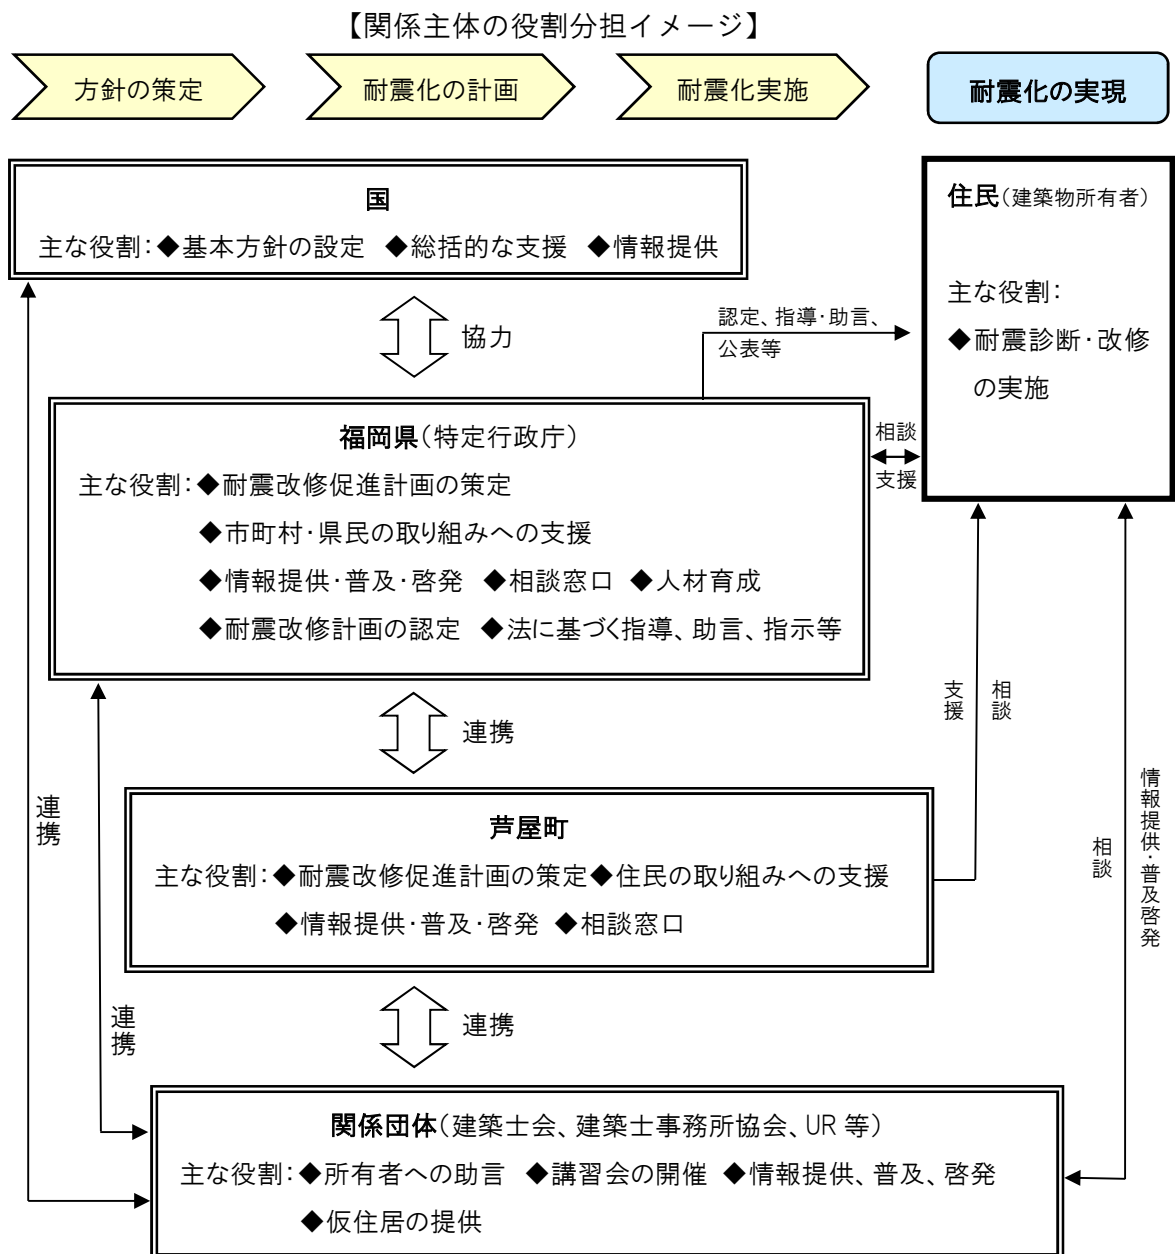 【関係主体の役割分担イメージ】
方針の策定
耐震化の計画
耐震化実施
耐震化の実現
国
主な役割：◆基本方針の設定 ◆総括的な支援 ◆情報提供
住民（建築物所有者）
主な役割：
◆耐震診断・改修
の実施
協力
認定、指導・助言、
公表等
福岡県（特定行政庁）
主な役割：◆耐震改修促進計画の策定
◆市町村・県民の取り組みへの支援
◆情報提供・普及・啓発 ◆相談窓口 ◆人材育成
◆耐震改修計画の認定 ◆法に基づく指導、助言、指示等
相談
支援
連携
支援
相談
芦屋町
主な役割：◆耐震改修促進計画の策定◆住民の取り組みへの支援
◆情報提供・普及・啓発 ◆相談窓口
連携
相談
情報提供・普及啓発
連携
連携
関係団体（建築士会、建築士事務所協会、UR 等）
主な役割：◆所有者への助言 ◆講習会の開催 ◆情報提供、普及、啓発
◆仮住居の提供